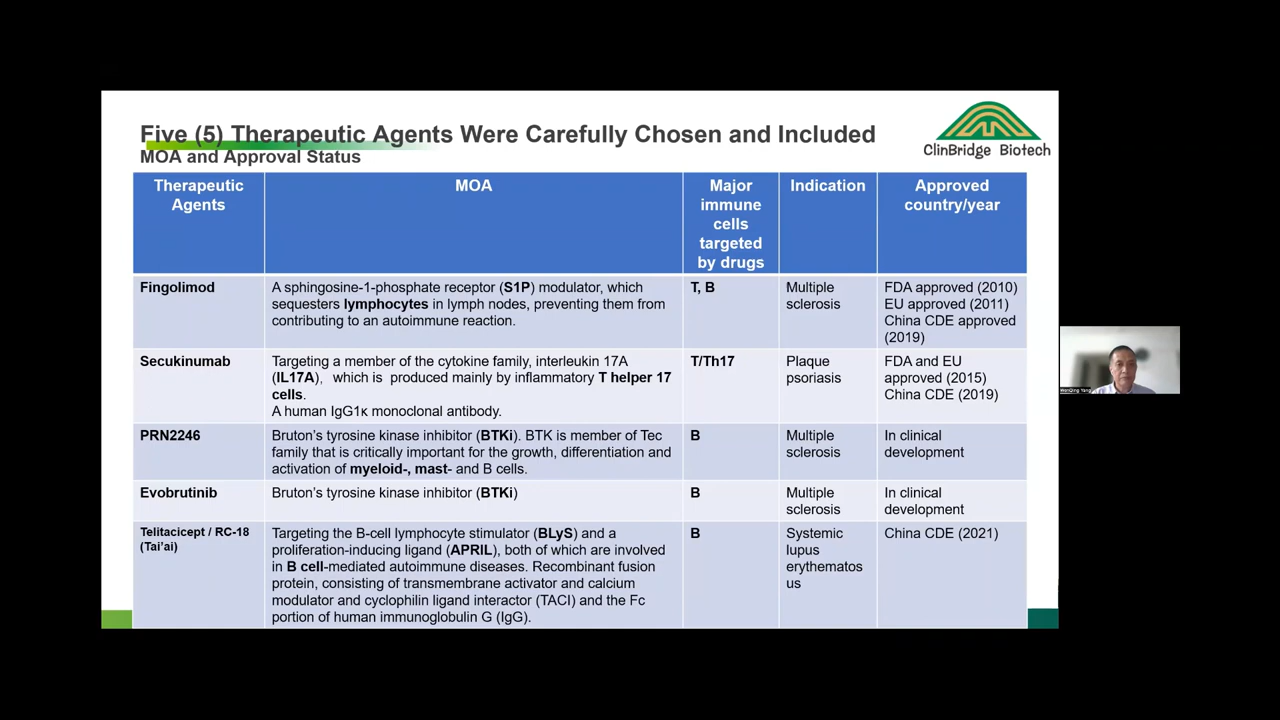 Five (5) Therapeutic Agents Were Carefully Chosen and Included
MOA and Approval Status
ClinBridge Biotech
Therapeutic
Agents
MOA
Major
immune
cells
targeted
by drugs
Indication
Approved
country/year
Fingolimod
A sphingosine-1-phosphate receptor (S1P) modulator, which
sequesters lymphocytes in lymph nodes, preventing them from
contributing to an autoimmune reaction.
T, B
Multiple
sclerosis
FDA approved (2010)
EU approved (2011)
China CDE approved
(2019)
Secukinumab
Targeting a member of the cytokine family, interleukin 17A
(IL17A), which is produced mainly by inflammatory T helper 17
cells.
A human IgG1κ monoclonal antibody.
T/Th17
Plaque
psoriasis
FDA and EU
approved (2015)
China CDE (2019)
PRN2246
Bruton's tyrosine kinase inhibitor (BTKi). BTK is member of Tec
family that is critically important for the growth, differentiation and
activation of myeloid-, mast- and B cells.
B
Multiple
sclerosis
In clinical
development
Evobrutinib
Bruton's tyrosine kinase inhibitor (BTKi)
B
Multiple
sclerosis
In clinical
development
Telitacicept / RC-18
(Tai'ai)
Targeting the B-cell lymphocyte stimulator (BLyS) and a
proliferation-inducing ligand (APRIL), both of which are involved
in B cell-mediated autoimmune diseases. Recombinant fusion
protein, consisting of transmembrane activator and calcium
modulator and cyclophilin ligand interactor (TACI) and the Fc
portion of human immunoglobulin G (IgG).
B
Systemic
lupus
erythematos
us
China CDE (2021)